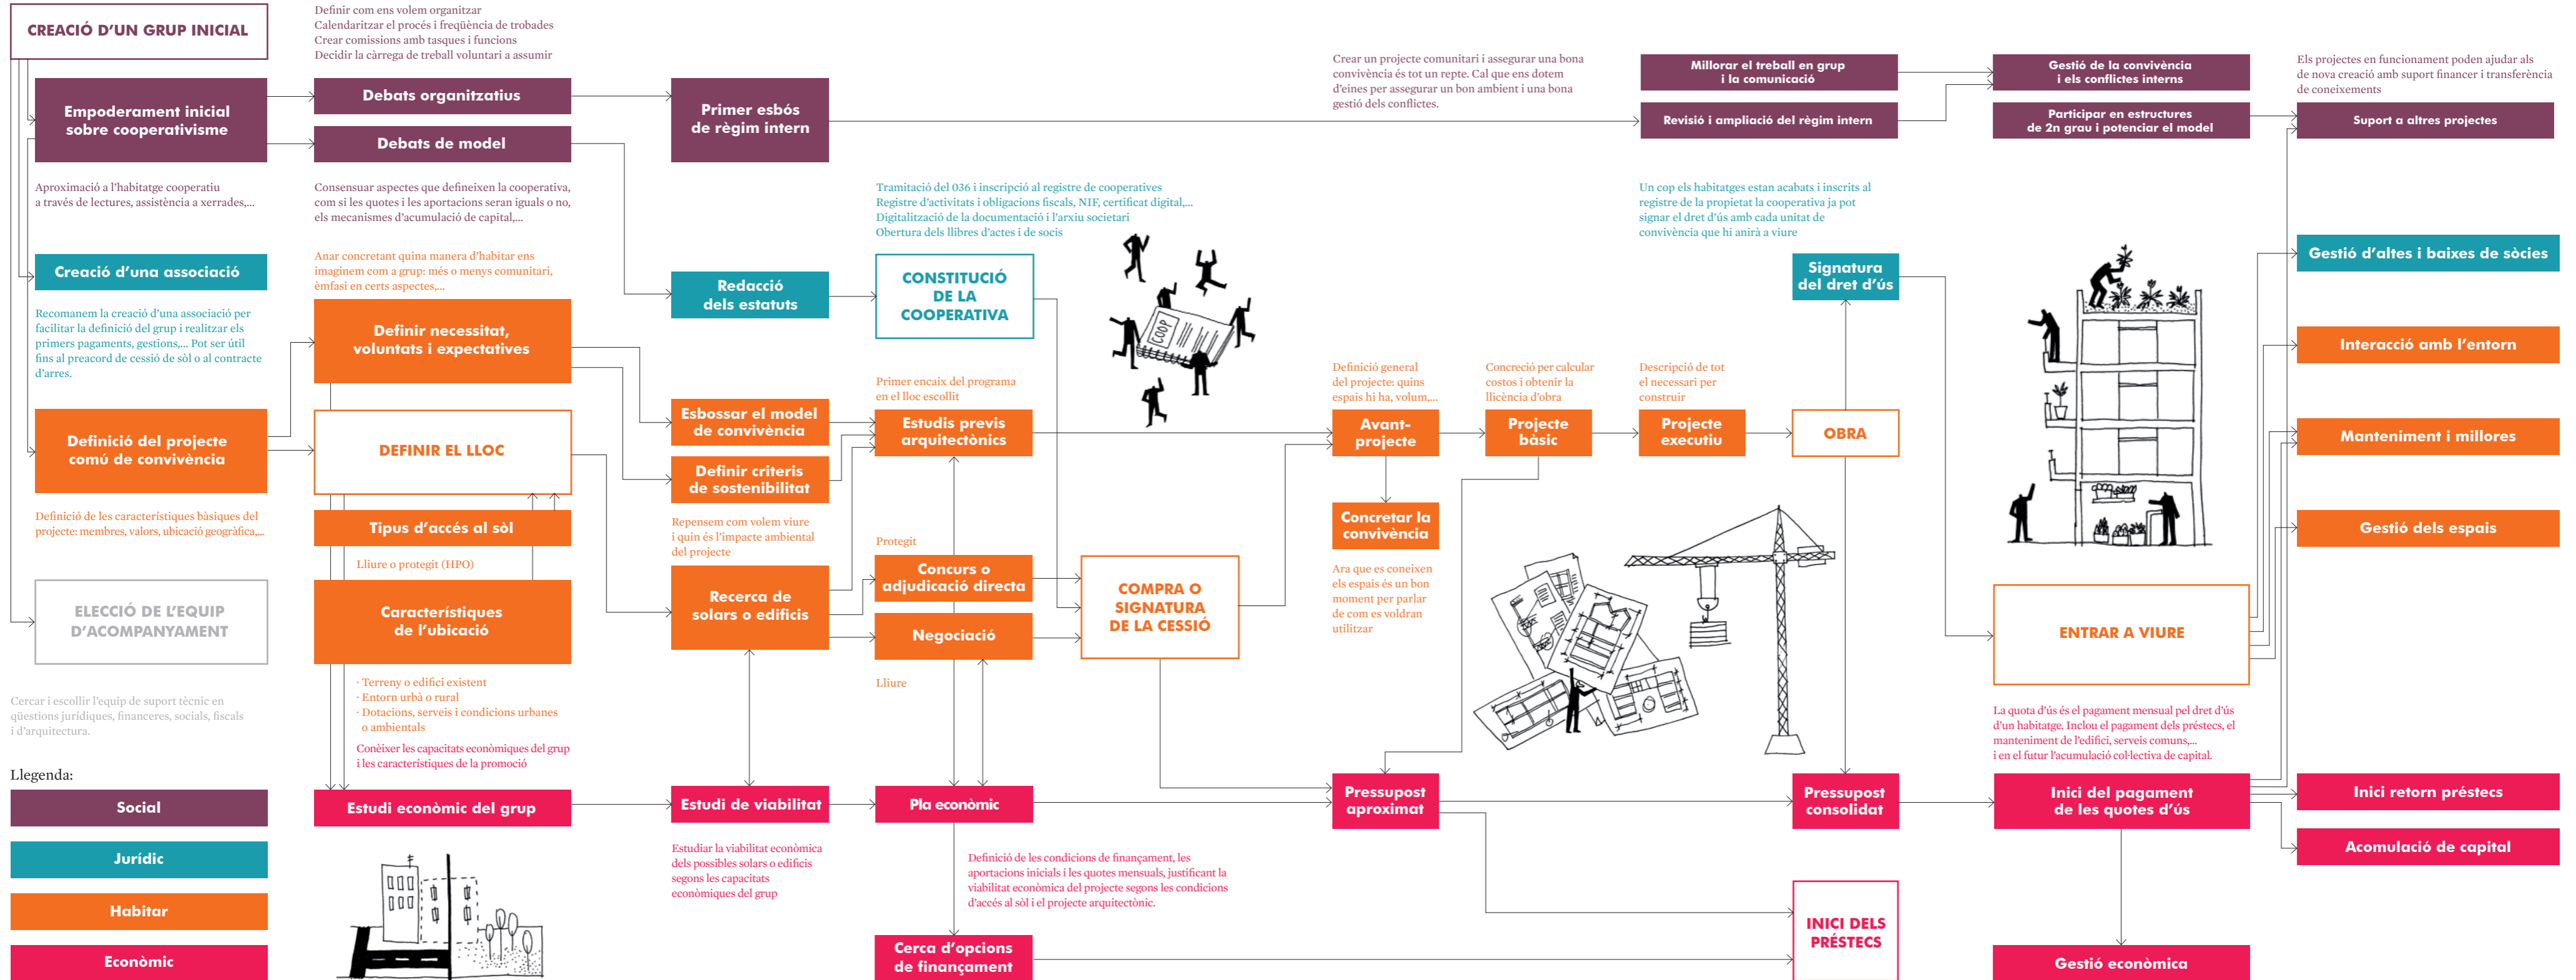 CREACIÓ D'UN GRUP INICIAL
Empoderament inicial
sobre cooperativisme
Aproximació a l'habitatge cooperatiu
a través de lectures, assistència a xerrades,...
Creació d'una associació
Recomanem la creació d'una associació per
facilitar la definició del grup i realitzar els
primers pagaments, gestions,... Pot ser útil
fins al preacord de cessió de sòl o al contracte
d'arres.
Definició del projecte
comú de convivència
Definició de les característiques bàsiques del
projecte: membres, valors, ubicació geogràfica,...
ELECCIÓ DE L'EQUIP
D'ACOMPANYAMENT
Cercar i escollir l'equip de suport tècnic en
qüestions jurídiques, financeres, socials, fiscals
i d'arquitectura.
Llegenda:
Social
Jurídic
Habitar
Econòmic
Definir com ens volem organitzar
Calendaritzar el procés i freqüència de trobades
Crear comissions amb tasques i funcions
Decidir la càrrega de treball voluntari a assumir
Debats organitzatius
Debats de model
Consensuar aspectes que defineixen la cooperativa,
com si les quotes i les aportacions seran iguals o no,
els mecanismes d'acumulació de capital,...
Anar concretant quina manera d'habitar ens
imaginem com a grup: més o menys comunitari,
èmfasi en certs aspectes,...
Definir necessitat,
voluntats i expectatives
DEFINIR EL LLOC
Tipus d'accés al sòl
Lliure o protegit (HPO)
Característiques
de l'ubicació
· Terreny o edifici existent
· Entorn urbà o rural
· Dotacions, serveis i condicions urbanes
o ambientals
Conèixer les capacitats econòmiques del grup
i les característiques de la promoció
Estudi econòmic del grup
Primer esbós
de règim intern
Redacció
dels estatuts
Esbossar el model
de convivència
Definir criteris
de sostenibilitat
Repensem com volem viure
i quin és l'impacte ambiental
del projecte
Recerca de
solars o edificis
Estudi de viabilitat
Estudiar la viabilitat econòmica
dels possibles solars o edificis
segons les capacitats
econòmiques del grup
Tramitació del 036 i inscripció al registre de cooperatives
Registre d'activitats i obligacions fiscals, NIF, certificat digital,...
Digitalització de la documentació i l'arxiu societari
Obertura dels llibres d'actes i de socis
CONSTITUCIÓ
DE LA
COOPERATIVA
COOP
Primer encaix del programa
en el lloc escollit
Estudis previs
arquitectònics
Protegit
Concurs o
adjudicació directa
Negociació
Lliure
COMPRA O
SIGNATURA
DE LA CESSIÓ
Pla econòmic
Definició de les condicions de finançament, les
aportacions inicials i les quotes mensuals, justificant la
viabilitat econòmica del projecte segons les condicions
d'accés al sòl i el projecte arquitectònic.
Cerca d'opcions
de finançament
Crear un projecte comunitari i assegurar una bona
convivència és tot un repte. Cal que ens dotem
d'eines per assegurar un bon ambient i una bona
gestió dels conflictes.
Definició general
del projecte: quins
espais hi ha, volum,...
Avant-
projecte
Concretar la
convivència
Ara que es coneixen
els espais és un bon
moment per parlar
de com es voldran
utilitzar
Pressupost
aproximat
Concreció per calcular
costos i obtenir la
llicència d'obra
Projecte
bàsic
Millorar el treball en grup
i la comunicació
Revisió i ampliació del règim intern
Un cop els habitatges estan acabats i inscrits al
registre de la propietat la cooperativa ja pot
signar el dret d'ús amb cada unitat de
convivència que hi anirà a viure
Signatura
del dret d'ús
Descripció de tot
el necessari per
construir
Projecte
executiu
OBRA
Pressupost
consolidat
INICI DELS
PRÉSTECS
Gestió de la convivència
i els conflictes interns
Participar en estructures
de 2n grau i potenciar el model
ENTRAR A VIURE
La quota d'ús és el pagament mensual pel dret d'ús
d'un habitatge. Inclou el pagament dels préstecs, el
manteniment de l'edifici, serveis comuns,...
i en el futur l'acumulació col·lectiva de capital.
Inici del pagament
de les quotes d'ús
Gestió econòmica
Els projectes en funcionament poden ajudar als
de nova creació amb suport financer i transferència
de coneixements
Suport a altres projectes
Gestió d'altes i baixes de sòcies
Interacció amb l'entorn
Manteniment i millores
Gestió dels espais
Inici retorn préstecs
Acomulació de capital